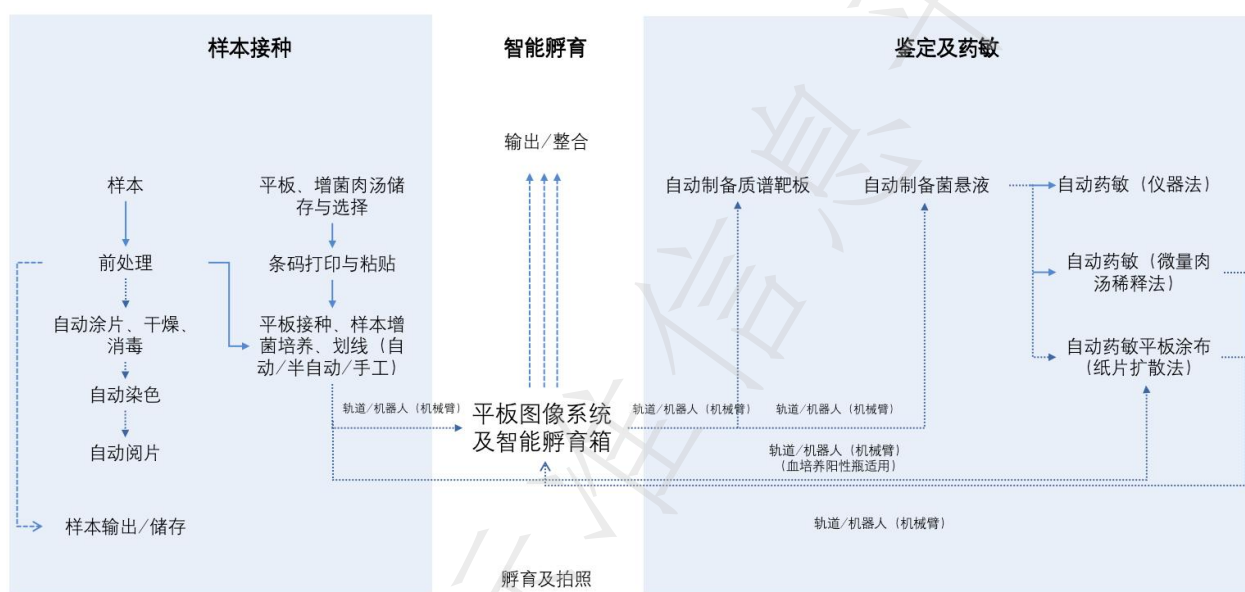 样本接种
智能孵育
鉴定及药敏
输出/整合
样本
平板、增菌肉汤储
存与选择
自动制备质谱靶板
自动制备菌悬液
自动药敏（仪器法）
前处理
条码打印与粘贴
自动药敏（微量肉
汤稀释法）
自动涂片、干燥、
消毒
平板接种、样本增
菌培养、划线（自
动/半自动/手工）
自动药敏平板涂布
（纸片扩散法）
自动染色
轨道/机器人（机械臂）
平板图像系统
及智能孵育箱
轨道/机器人（机械臂）
轨道/机器人（机械臂）
自动阅片
轨道/机器人（机械臂）
（血培养阳性瓶适用）
样本输出/储存
轨道/机器人（机械臂）
孵育及拍照